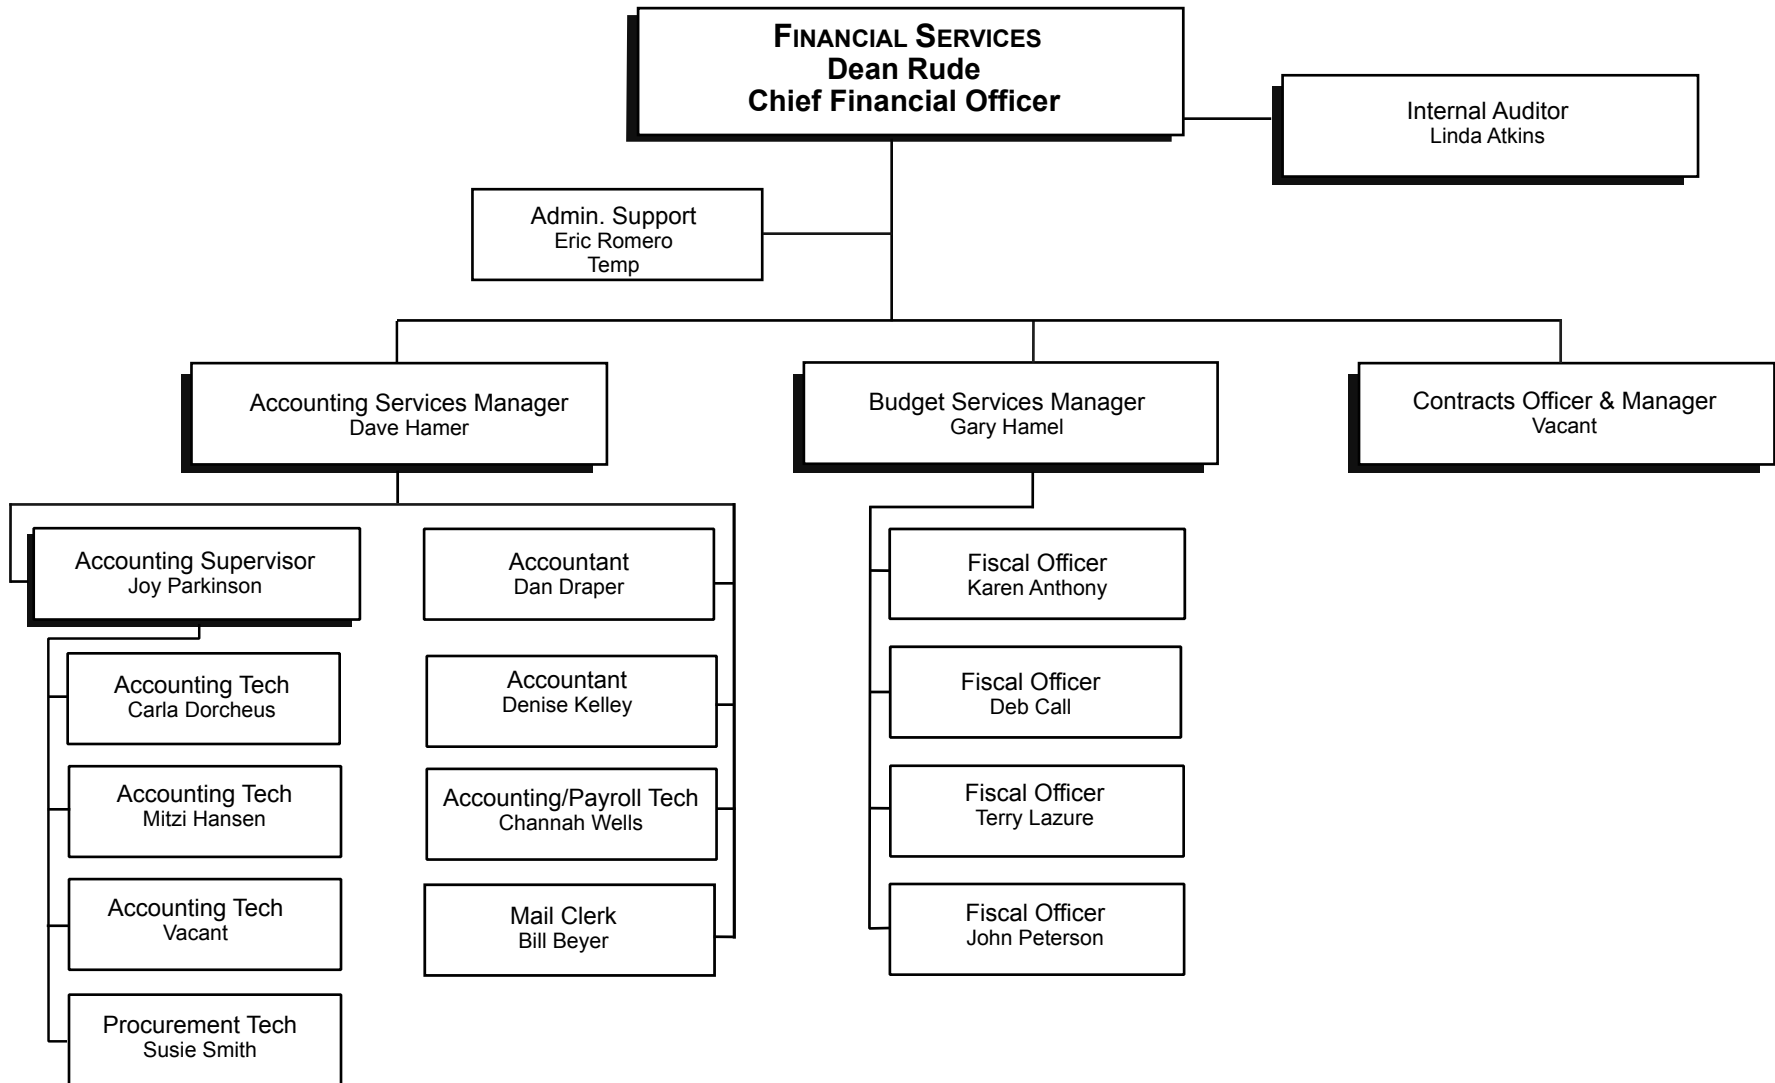 FINANCIAL SERVICES
Dean Rude
Chief Financial Officer
Internal Auditor
Linda Atkins
Admin. Support
Eric Romero
Temp
Accounting Services Manager
Dave Hamer
Budget Services Manager
Gary Hamel
Contracts Officer & Manager
Vacant
Accounting Supervisor
Joy Parkinson
Accounting Tech
Carla Dorcheus
Accounting Tech
Mitzi Hansen
Accounting Tech
Vacant
Procurement Tech
Susie Smith
Accountant
Dan Draper
Accountant
Denise Kelley
Accounting/Payroll Tech
Channah Wells
Mail Clerk
Bill Beyer
Fiscal Officer
Karen Anthony
Fiscal Officer
Deb Call
Fiscal Officer
Terry Lazure
Fiscal Officer
John Peterson